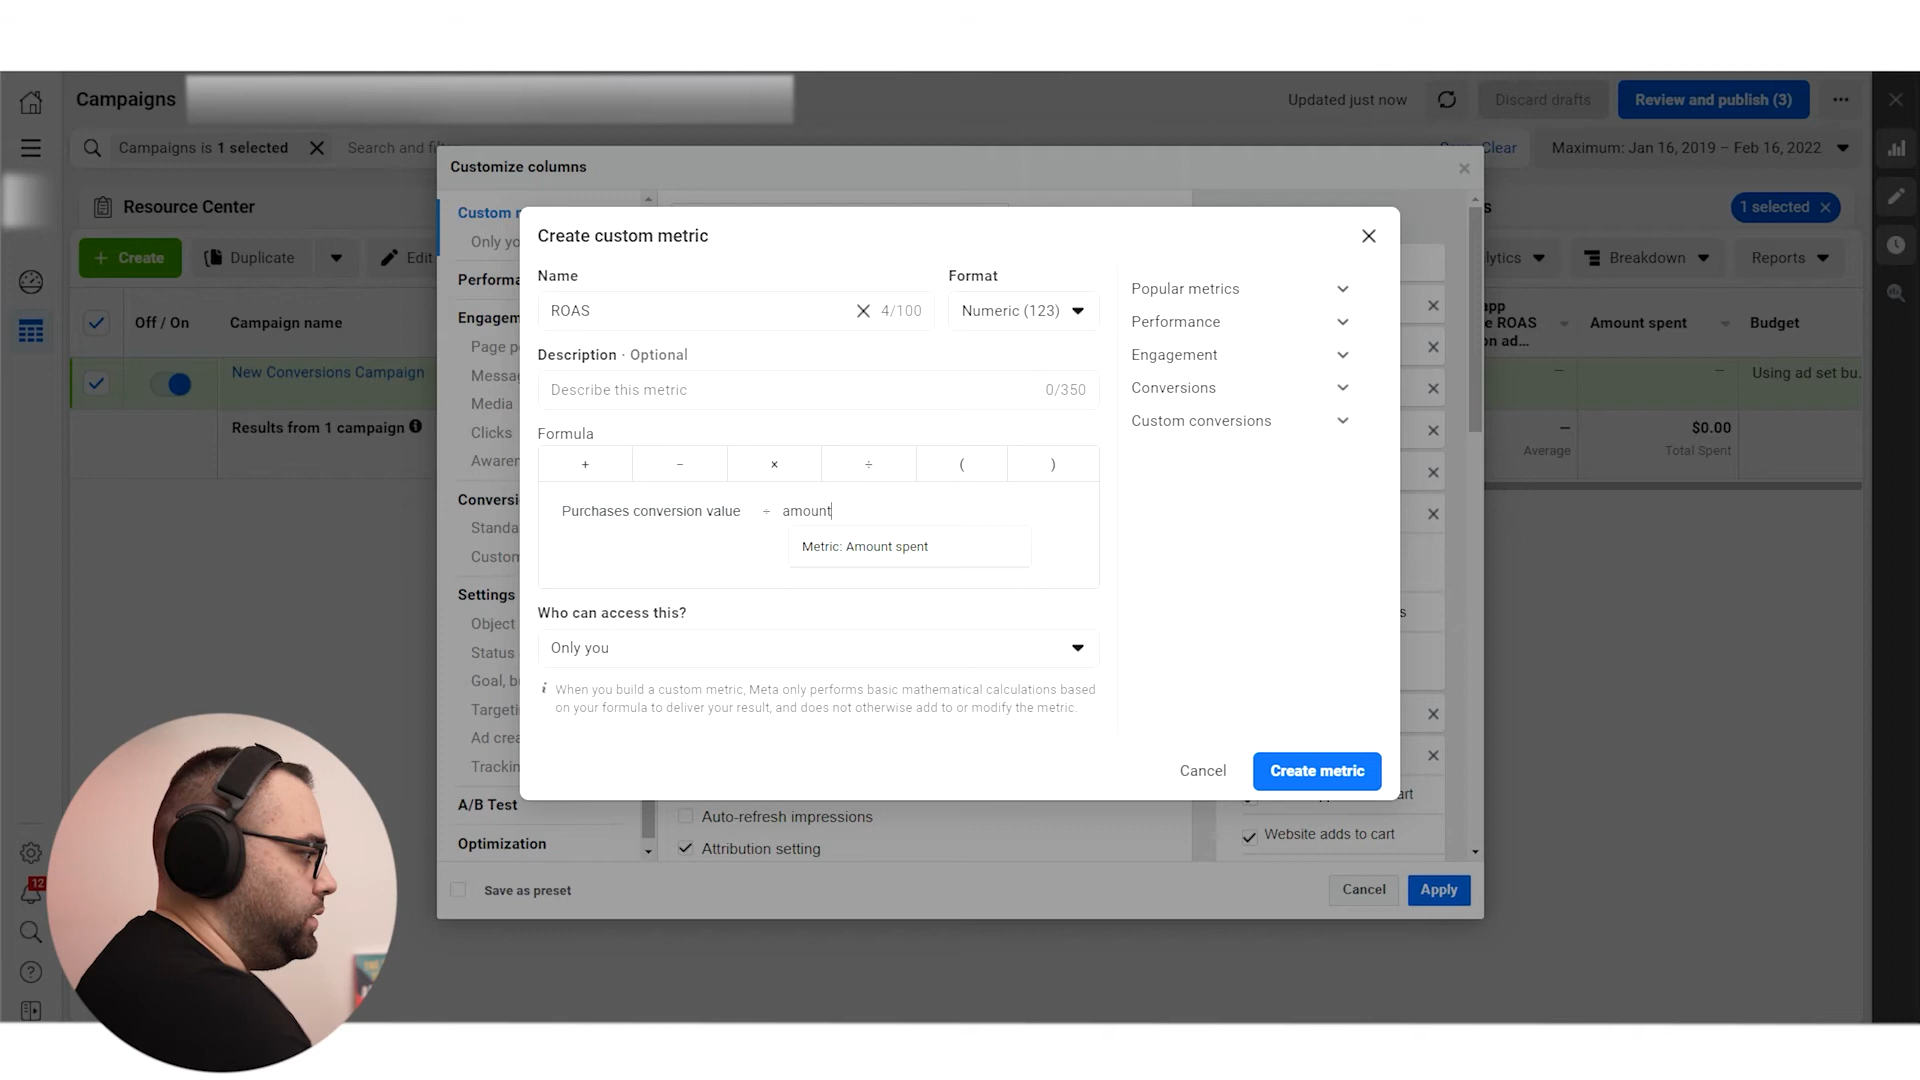 Campaigns
Updated just now
Discard drafts
Review and publish (3)
Campaigns is 1 selected
Search and fil
Clear
Maximum: Jan 16, 2019 – Feb 16, 2022
Customize columns
Resource Center
1 selected
Create
Duplicate
Edit
lytics
Breakdown
Reports
Off / On
Campaign name
app
e ROAS
on ad...
Amount spent
Budget
New Conversions Campaign
Using ad set bu...
Results from 1 campaign
Average
$0.00
Total Spent
Custom m
Only yo
Performa
Engagem
Page p
Messa
Media
Clicks
Awaren
Conversi
Standa
Custom
Settings
Object
Status
Goal, b
Targeti
Ad crea
Trackin
A/B Test
Optimization
Create custom metric
Name
Format
ROAS
4/100
Numeric (123)
Description · Optional
Describe this metric
0/350
Formula
+ − × ÷ ( )
Purchases conversion value ÷ amount
Metric: Amount spent
Who can access this?
Only you
When you build a custom metric, Meta only performs basic mathematical calculations based
on your formula to deliver your result, and does not otherwise add to or modify the metric.
Popular metrics
Performance
Engagement
Conversions
Custom conversions
Cancel
Create metric
Auto-refresh impressions
Attribution setting
art
Website adds to cart
Save as preset
Cancel
Apply
12